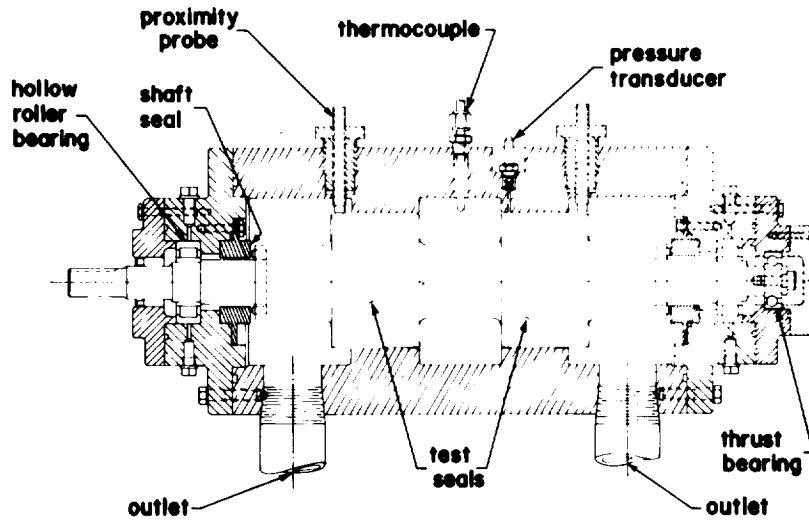 proximity
probe
thermocouple
pressure
transducer
hollow
roller
bearing
shaft
seal
test
seals
thrust
bearing
outlet
outlet